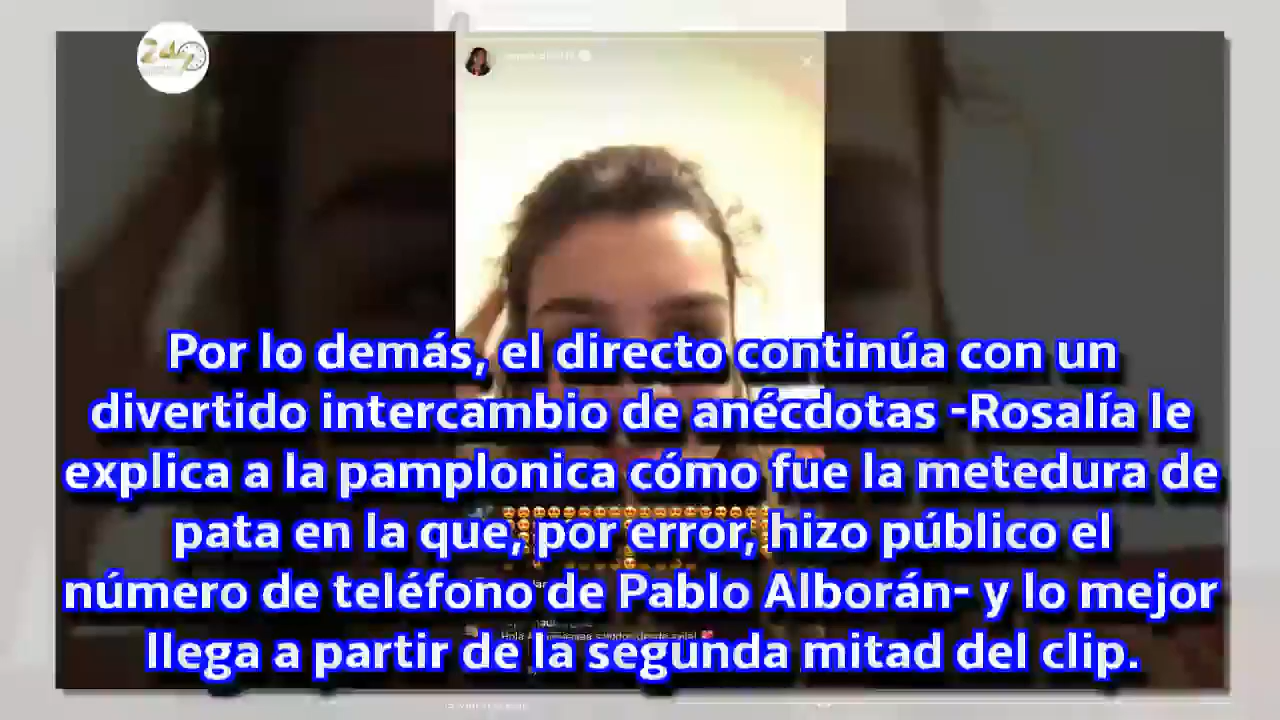 24/7
Por lo demás, el directo continúa con un
divertido intercambio de anécdotas -Rosalía le
explica a la pamplonica cómo fue la metedura de
pata en la que, por error, hizo público el
número de teléfono de Pablo Alborán- y lo mejor
llega a partir de la segunda mitad del clip.